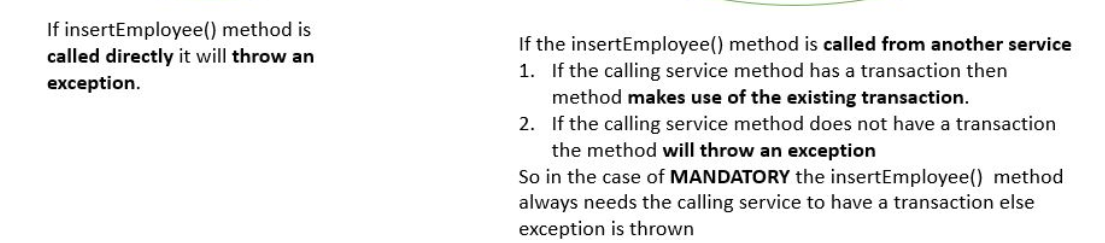 If insertEmployee() method is
called directly it will throw an
exception.
If the insertEmployee() method is called from another service
1. If the calling service method has a transaction then
method makes use of the existing transaction.
2. If the calling service method does not have a transaction
the method will throw an exception
So in the case of MANDATORY the insertEmployee() method
always needs the calling service to have a transaction else
exception is thrown